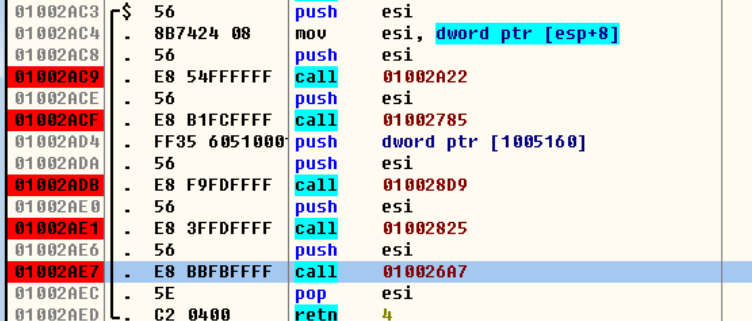 01002AC3 $ 56 push esi
01002AC4 . 8B7424 08 mov esi, dword ptr [esp+8]
01002AC8 . 56 push esi
01002AC9 . E8 54FFFFFF call 01002A22
01002ACE . 56 push esi
01002ACF . E8 B1FCFFFF call 01002785
01002AD4 . FF35 6051000 push dword ptr [1005160]
01002ADA . 56 push esi
01002ADB . E8 F9FDFFFF call 010028D9
01002AE0 . 56 push esi
01002AE1 . E8 3FFDFFFF call 01002825
01002AE6 . 56 push esi
01002AE7 . E8 BBFBFFFF call 010026A7
01002AEC . 5E pop esi
01002AED . C2 0400 retn 4